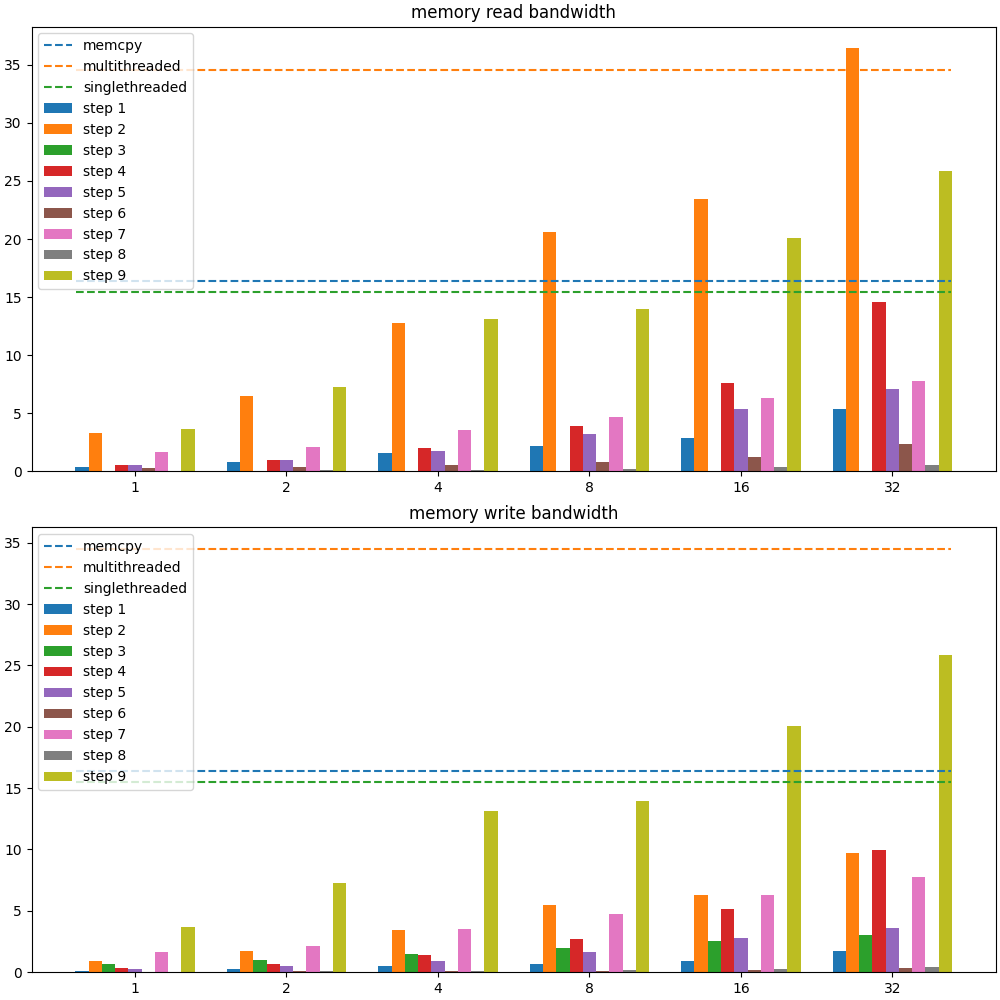 memory read bandwidth
memcpy
multithreaded
singlethreaded
step 1
step 2
step 3
step 4
step 5
step 6
step 7
step 8
step 9
35
30
25
20
15
10
5
0
1 2 4 8 16 32
memory write bandwidth
memcpy
multithreaded
singlethreaded
step 1
step 2
step 3
step 4
step 5
step 6
step 7
step 8
step 9
35
30
25
20
15
10
5
0
1 2 4 8 16 32